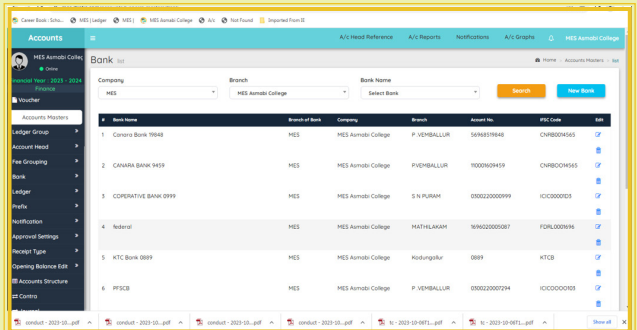 Career Book : Scho...
MES | Ledger
MES |
MES Asmabi College
A/c
Not Found
Imported From IE
Accounts
A/c Head Reference
A/c Reports
Notifications
A/c Graphs
MES Asmabi College
MES Asmabi Colleg
Online
Financial Year : 2023 - 2024
Finance
Voucher
Accounts Masters
Ledger Group
Account Head
Fee Grouping
Bank
Ledger
Prefix
Notification
Approval Settings
Receipt Type
Opening Balance Edit
Accounts Structure
Contra
Bank list
Home > Accounts Masters > list
Company
Branch
Bank Name
MES
MES Asmabi College
Select Bank
Search
New Bank
# Bank Name Branch of Bank Company Branch Acount No. IFSC Code Edit
1 Canara Bank 19848 MES MES Asmabi College P .VEMBALLUR 56968519848 CNRB0014565
2 CANARA BANK 9459 MES MES Asmabi College P.VEMBALLUR 110001609459 CNRBOO14565
3 COPERATIVE BANK 0999 MES MES Asmabi College S N PURAM 0300220000999 ICIC00001D3
4 federal MES MES Asmabi College MATHILAKAM 1696020005087 FDRL0001696
5 KTC Bank 0889 MES MES Asmabi College Kodungallur 0889 KTCB
6 PFSCB MES MES Asmabi College P .VEMBALLUR 0300220007294 ICICOOOO103
conduct - 2023-10....pdf
conduct - 2023-10....pdf
conduct - 2023-10....pdf
conduct - 2023-10....pdf
tc - 2023-10-06T1....pdf
tc - 2023-10-06T1....pdf
Show all